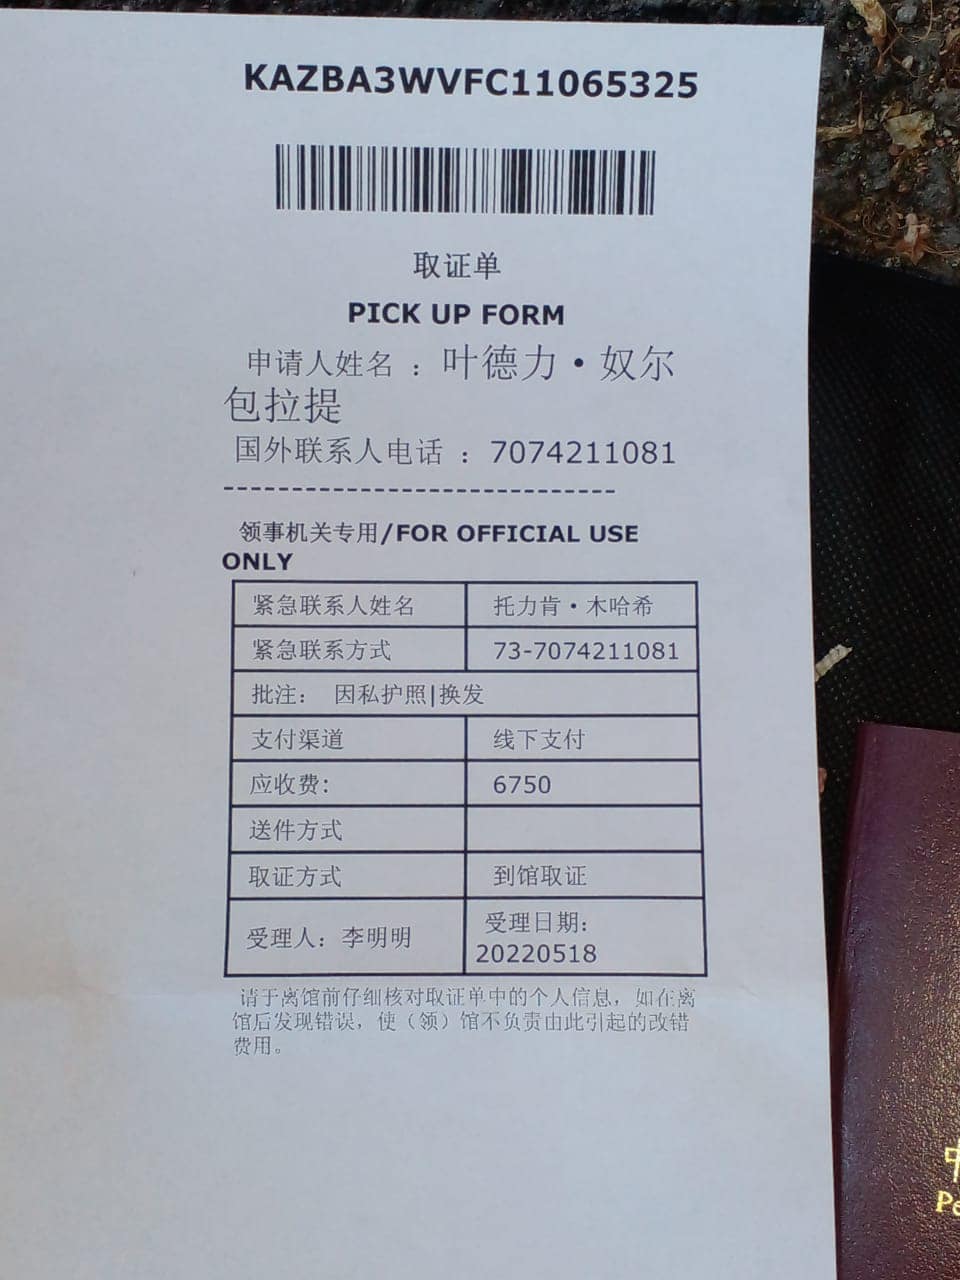 KAZBA3WVFC11065325
取证单
PICK UP FORM
申请人姓名 ：叶德力•奴尔
包拉提
国外联系人电话 ：7074211081
-----------------------------
领事机关专用/FOR OFFICIAL USE
ONLY
紧急联系人姓名 托力肯•木哈希
紧急联系方式 73-7074211081
批注： 因私护照|换发
支付渠道 线下支付
应收费: 6750
送件方式
取证方式 到馆取证
受理人：李明明 受理日期:
20220518
请于离馆前仔细核对取证单中的个人信息，如在离
馆后发现错误，使（领）馆不负责由此引起的改错
费用。
中
Pe